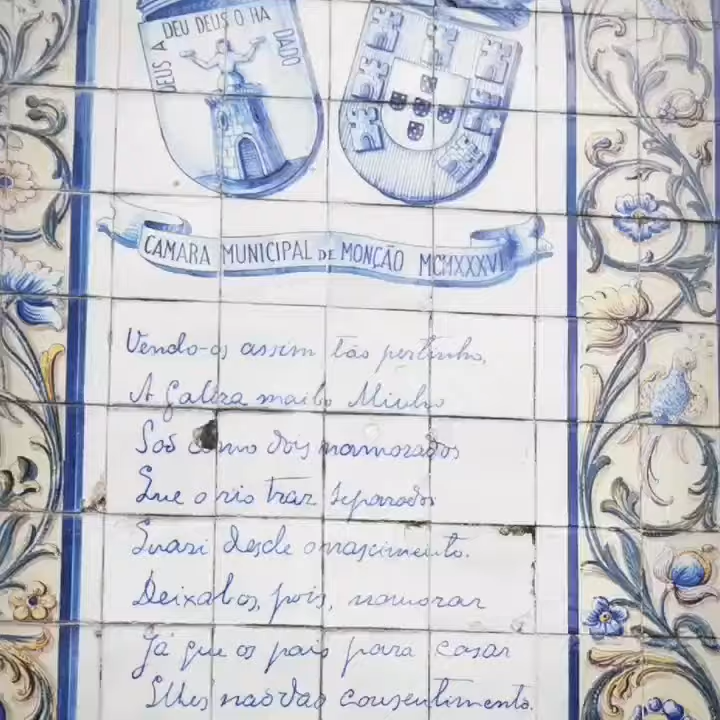 DEUS A DEU DEUS O HA DADO
CAMARA MUNICIPAL DE MONÇÃO MCMXXXVI
Vendo-os assim tão pertinho,
A Galiza mailo Minho
São como dois namorados
Que o rio traz separados
Quasi desde o nascimento.
Deixal-os, pois, namorar
Já que os pais para casar
Lhes não dão consentimento.